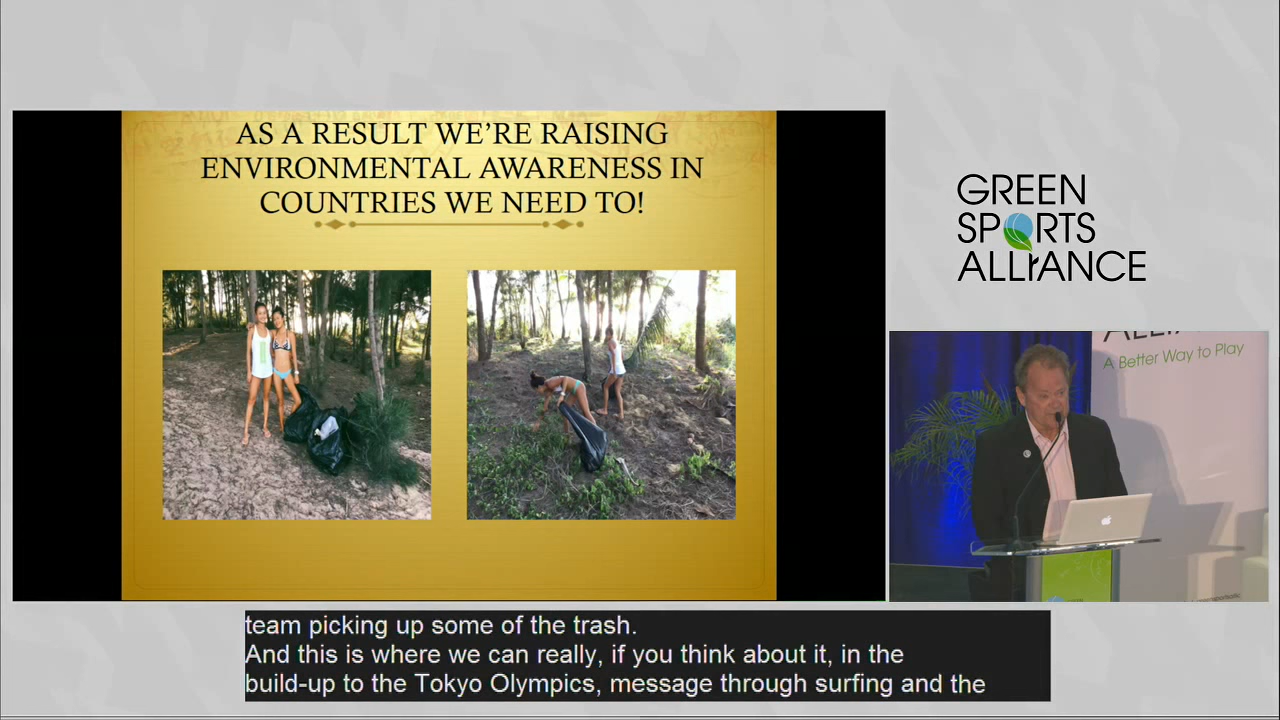 AS A RESULT WE’RE RAISING
ENVIRONMENTAL AWARENESS IN
COUNTRIES WE NEED TO!
GREEN
SPORTS
ALLIANCE
A Better Way to Play
team picking up some of the trash.
And this is where we can really, if you think about it, in the
build-up to the Tokyo Olympics, message through surfing and the